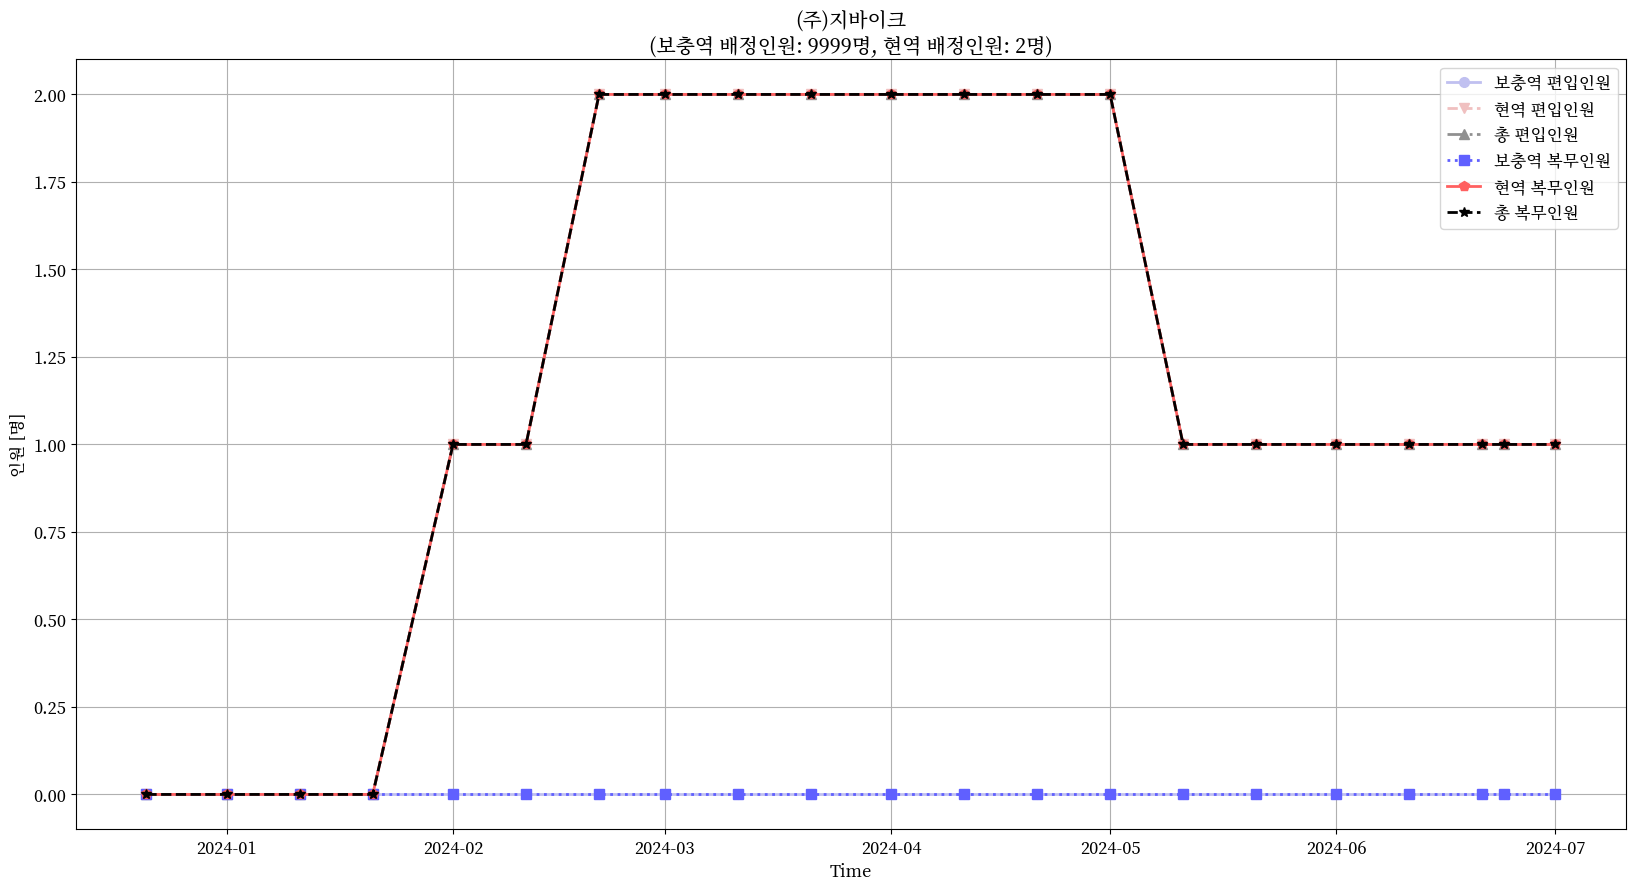 (주)지바이크
(보충역 배정인원: 9999명, 현역 배정인원: 2명)
보충역 편입인원
현역 편입인원
총 편입인원
보충역 복무인원
현역 복무인원
총 복무인원
인원 [명]
2.00
1.75
1.50
1.25
1.00
0.75
0.50
0.25
0.00
2024-01 2024-02 2024-03 2024-04 2024-05 2024-06 2024-07
Time